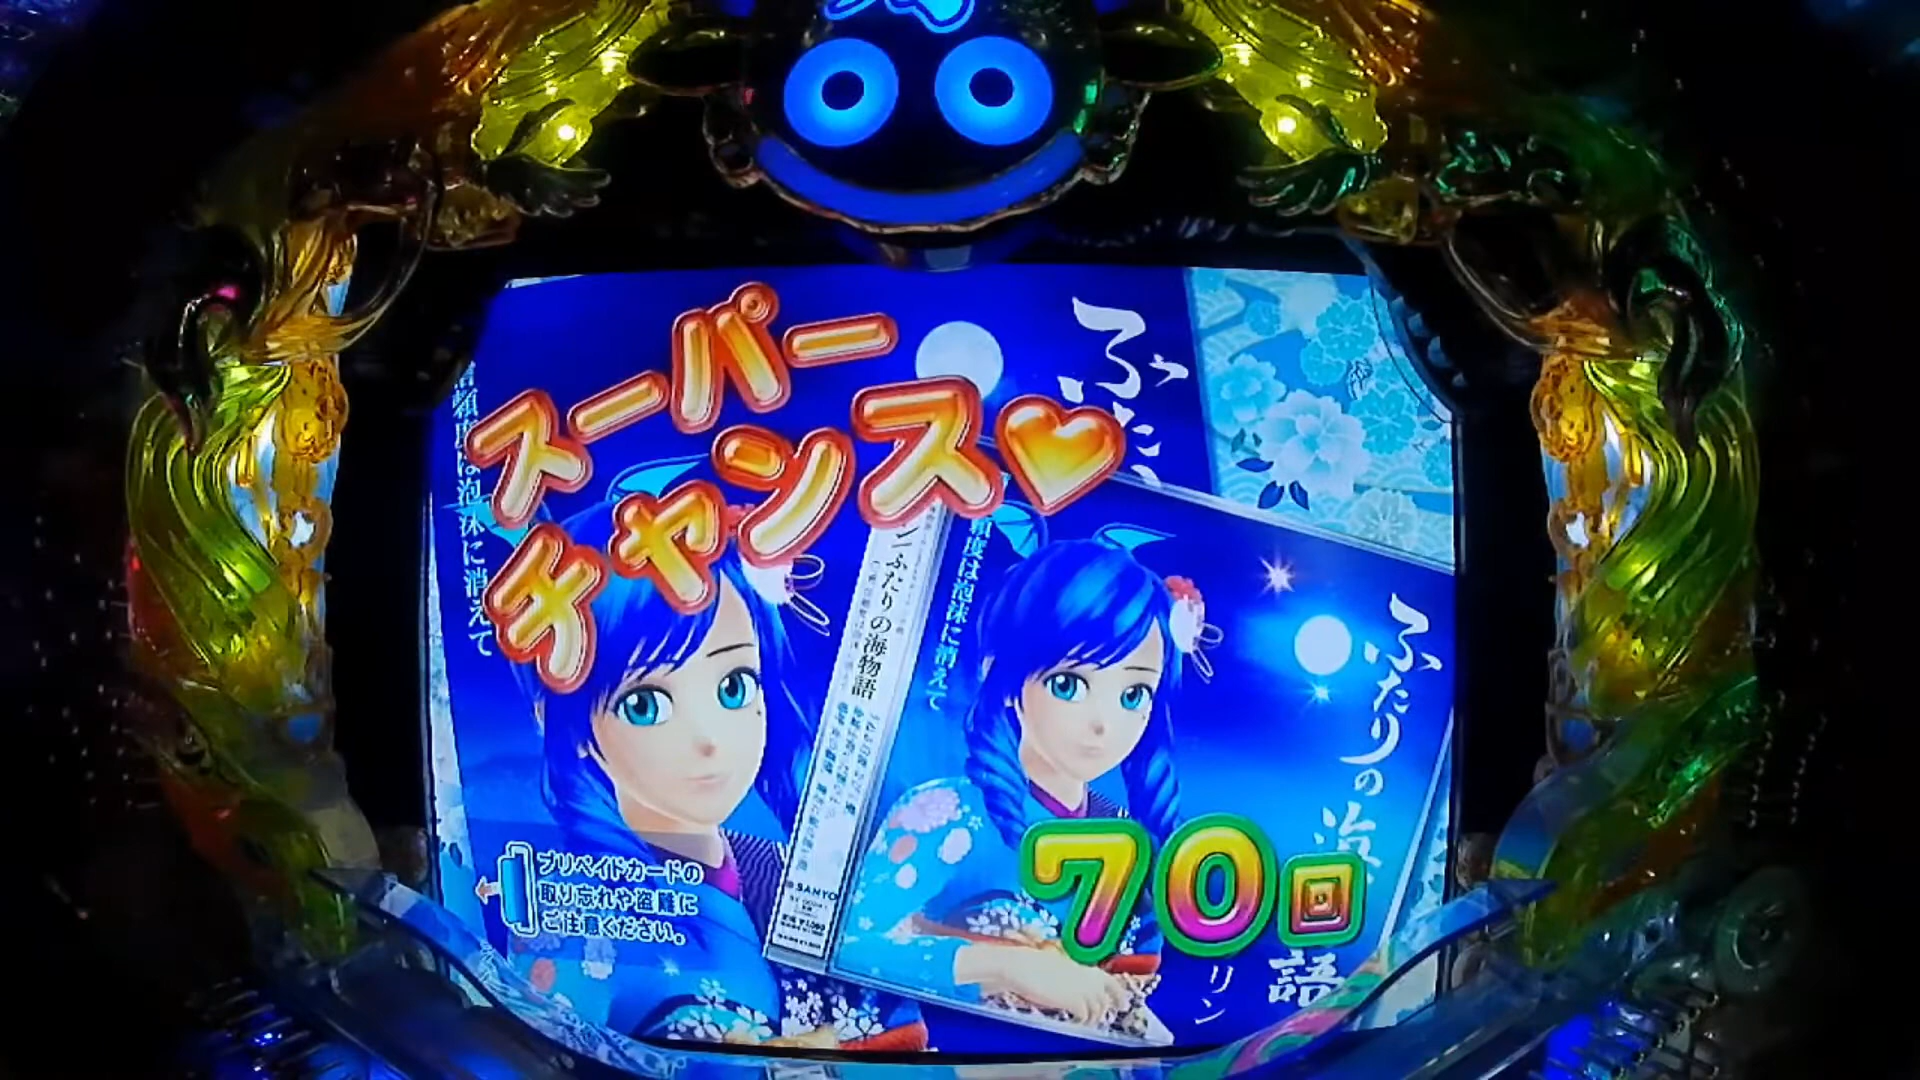 スーパー
チャンス
ふた
信頼度は泡沫に消えて
ふたりの海物語
信頼度は泡沫に消えて
ふたりの海
語
リン
70回
プリペイドカードの
取り忘れや盗難に
ご注意ください。
SANYO